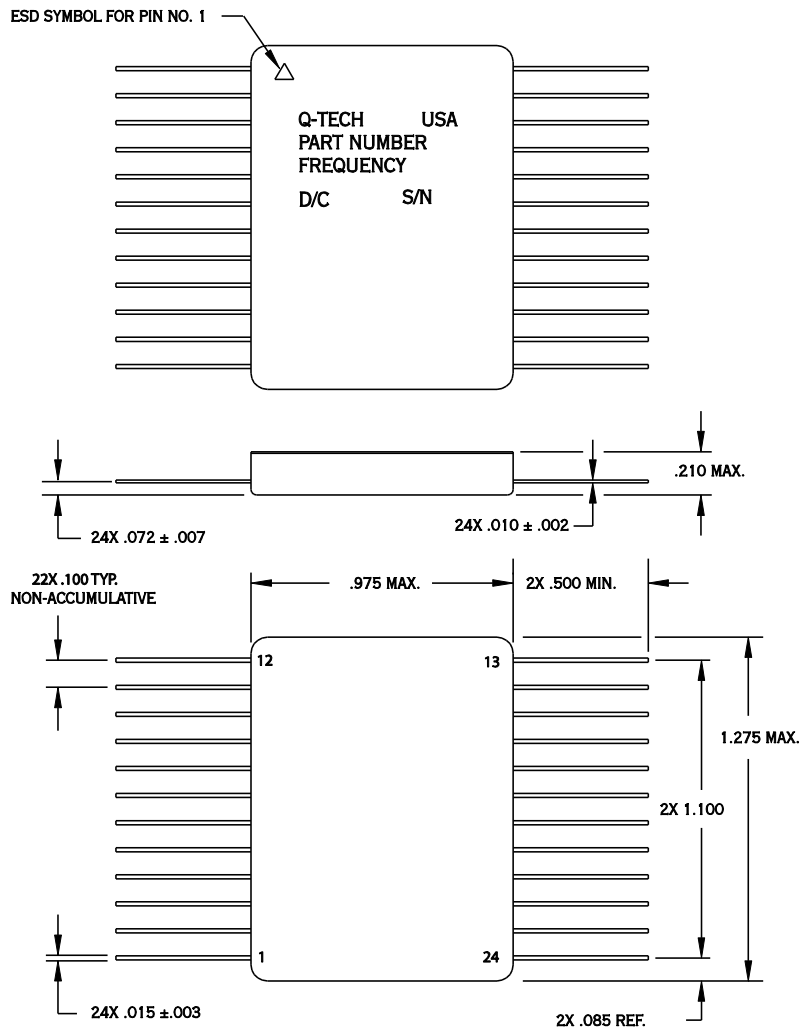 ESD SYMBOL FOR PIN NO. 1
Q-TECH USA
PART NUMBER
FREQUENCY
D/C S/N
.210 MAX.
24X .072 ± .007
24X .010 ± .002
22X .100 TYP.
NON-ACCUMULATIVE
.975 MAX.
2X .500 MIN.
12
13
1.275 MAX.
2X 1.100
1
24
24X .015 ±.003
2X .085 REF.